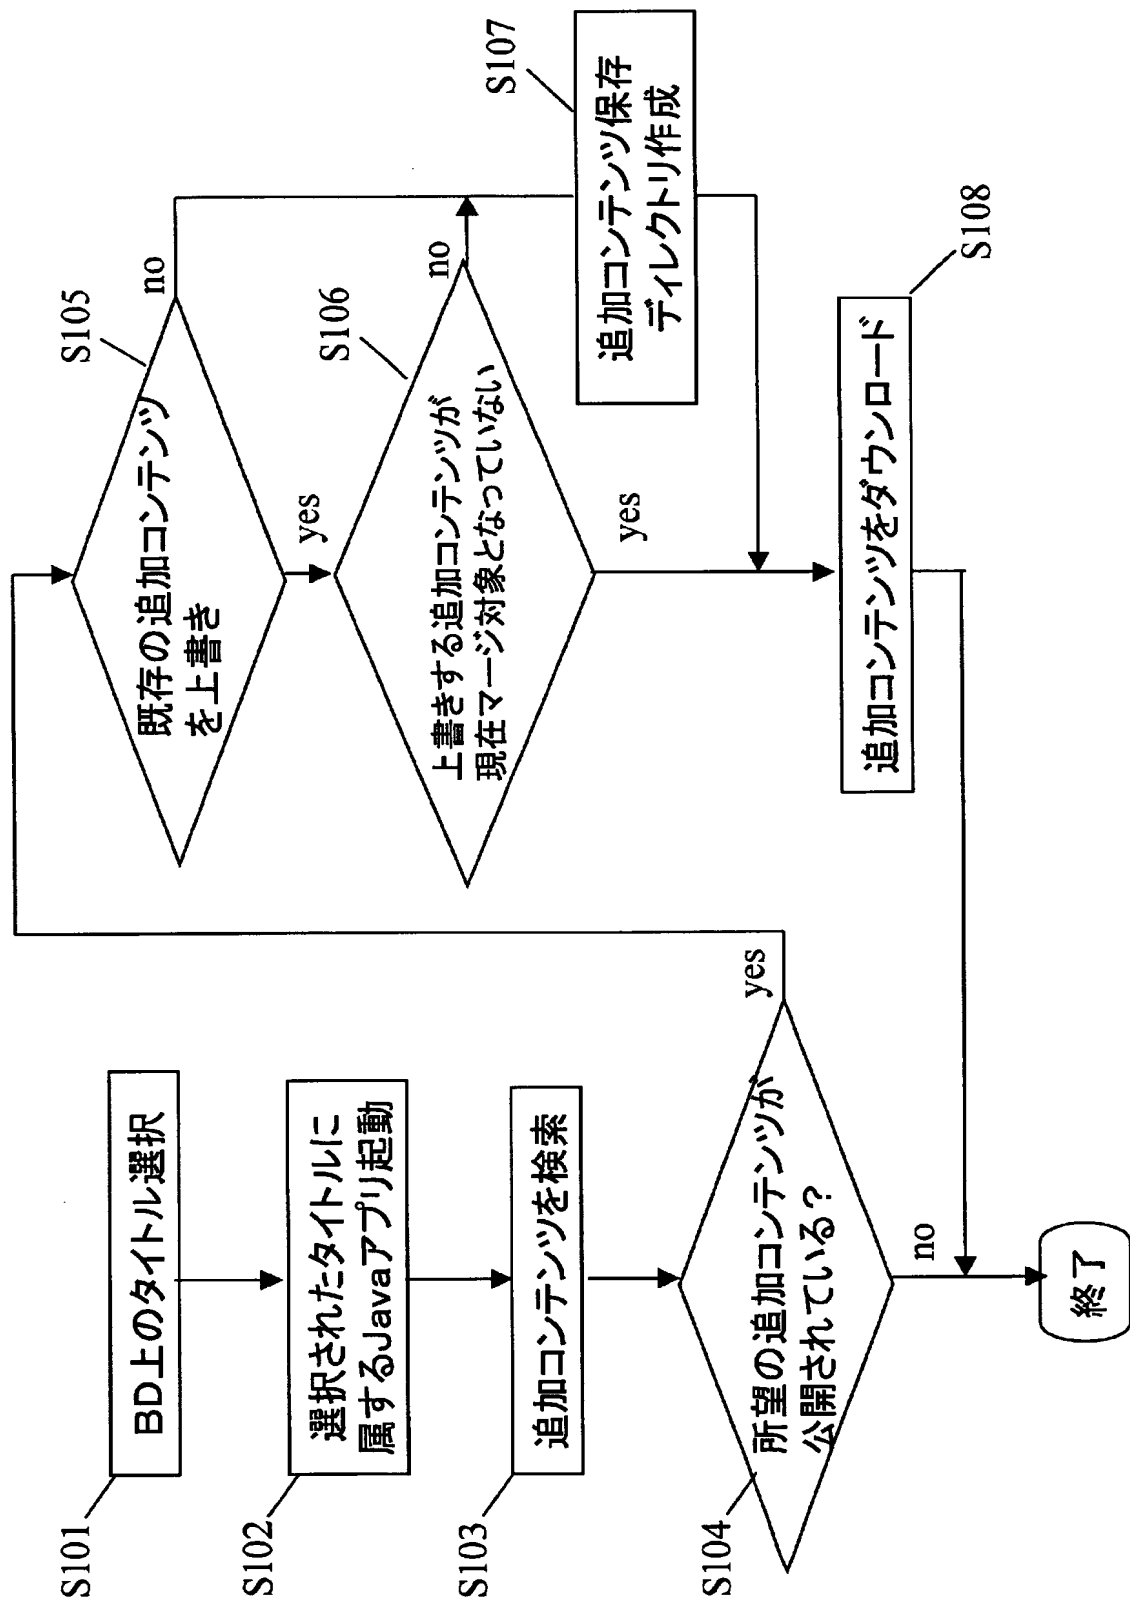 S101
BD上のタイトル選択
S102
選択されたタイトルに
属するJavaアプリ起動
S103
追加コンテンツを検索
S104
所望の追加コンテンツが
公開されている?
yes
no
S105
既存の追加コンテンツ
を上書き
no
yes
S106
上書きする追加コンテンツが
現在マージ対象となっていない
no
yes
S107
追加コンテンツ保存
ディレクトリ作成
S108
追加コンテンツをダウンロード
終了